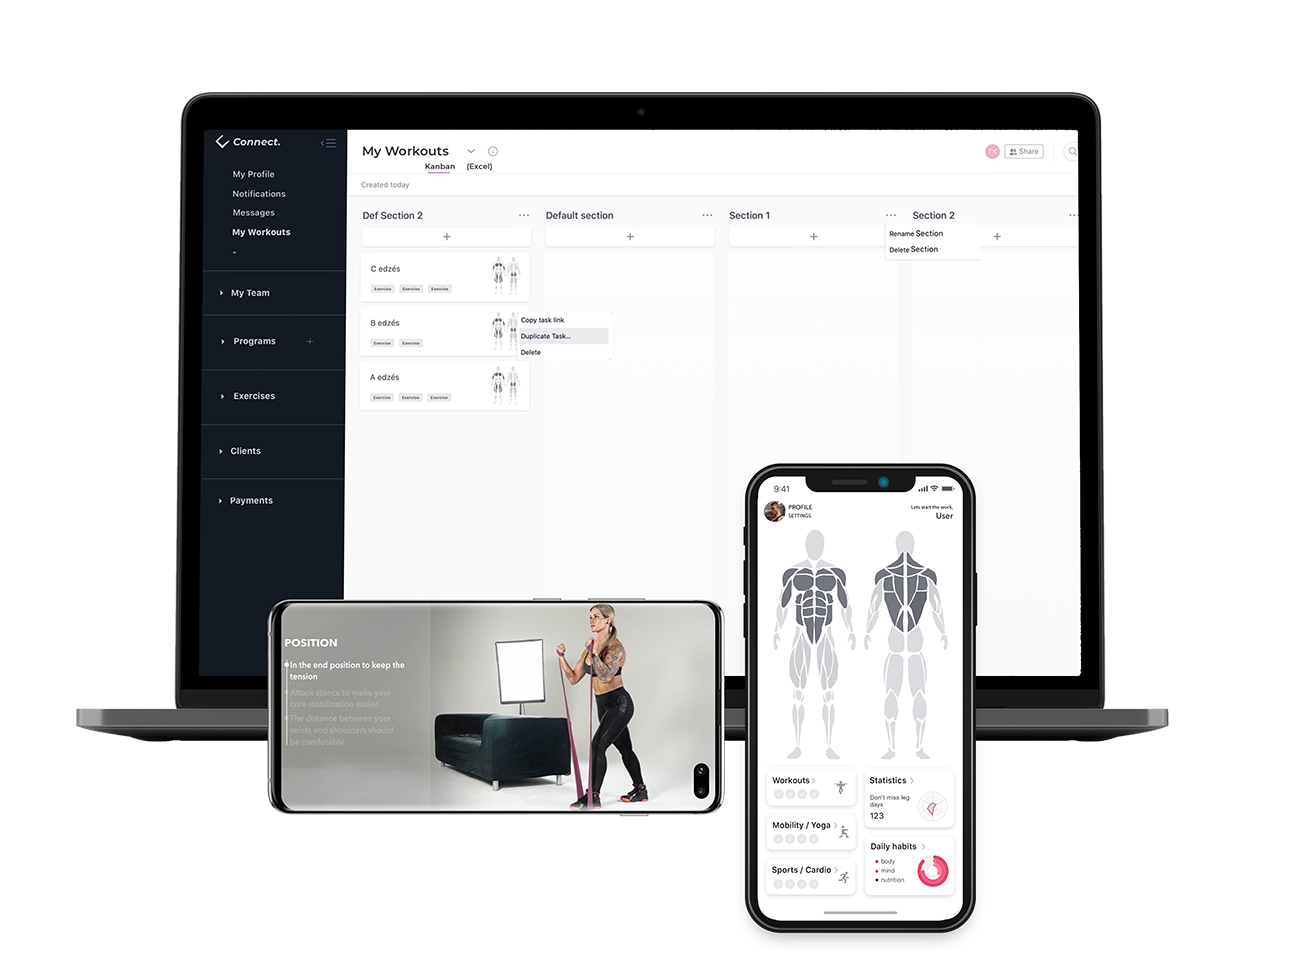 Connect.
My Profile
Notifications
Messages
My Workouts
-
My Team
Programs +
Exercises
Clients
Payments
My Workouts
Kanban (Excel)
TK Share
Created today
Def Section 2 ...
+
C edzés
Exercise Exercise Exercise
B edzés
Exercise Exercise
A edzés
Exercise Exercise Exercise
Copy task link
Duplicate Task...
Delete
Default section ...
+
Section 1 ...
+
Rename Section
Delete Section
Section 2 ...
+
POSITION
In the end position to keep the
tension
Attack stance to make your
core stabilization easier
The distance between your
wrists and shoulders should
be comfotable
9:41
PROFILE
SETTINGS
Lets start the work,
User
Workouts
Mobility / Yoga
Sports / Cardio
Statistics
Don't miss leg
days
123
Daily habits
body
mind
nutrition